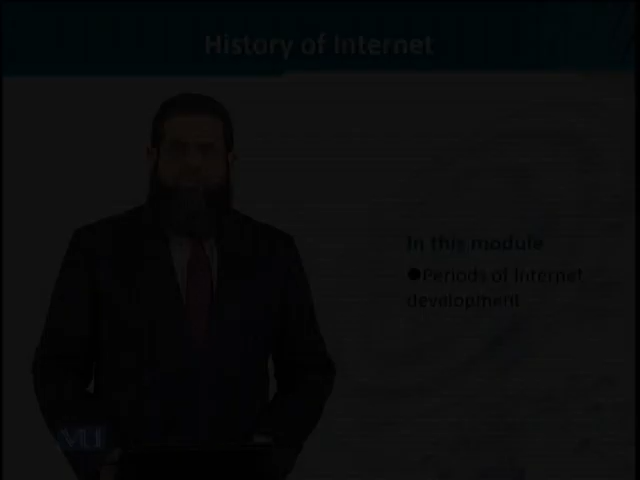 History of Internet
In this module
●Periods of Internet
development
VU